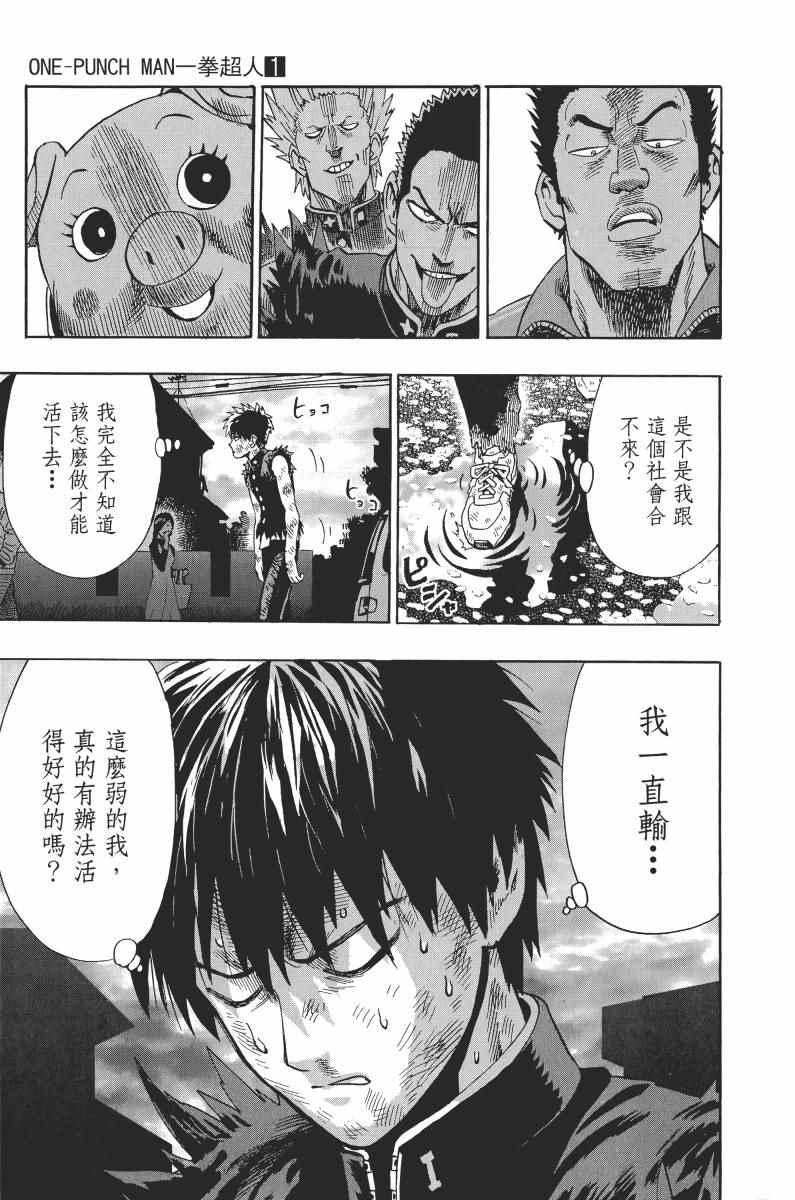 ONE-PUNCH MAN一拳超人1
是不是我跟
這個社會合
不來？
ピシャ
ヒョコ
ヒョコ
我完全不知道
該怎麼做才能
活下去…
我一直輸…
這麼弱的我，
真的有辦法活
得好好的嗎？
I